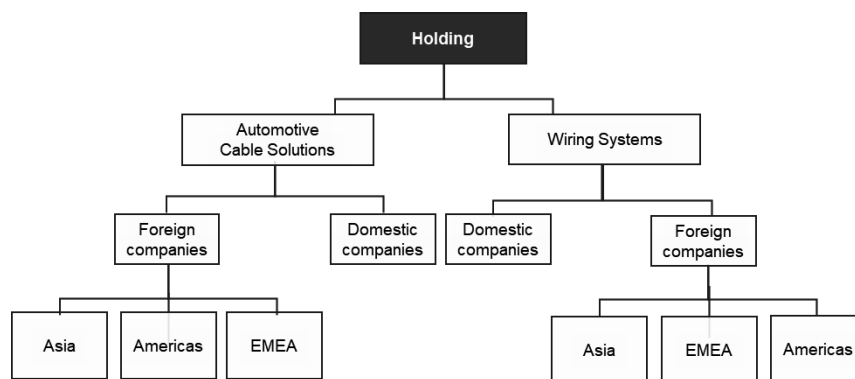 Holding
Automotive
Cable Solutions
Wiring Systems
Foreign
companies
Domestic
companies
Domestic
companies
Foreign
companies
Asia
Americas
EMEA
Asia
EMEA
Americas